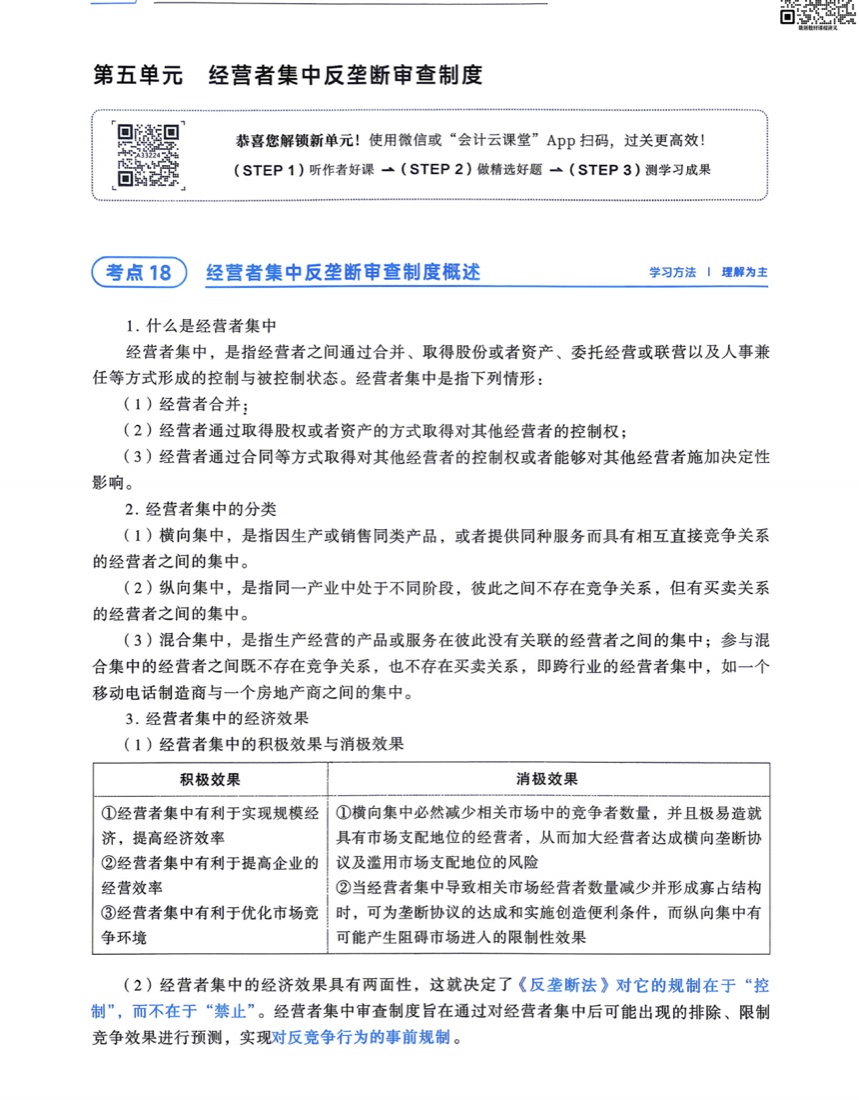 第五单元 经营者集中反垄断审查制度
恭喜您解锁新单元！使用微信或“会计云课堂”App 扫码，过关更高效！
（STEP 1）听作者好课 ⇀（STEP 2）做精选好题 ⇀（STEP 3）测学习成果
考点 18 经营者集中反垄断审查制度概述 学习方法 | 理解为主
1. 什么是经营者集中
经营者集中，是指经营者之间通过合并、取得股份或者资产、委托经营或联营以及人事兼
任等方式形成的控制与被控制状态。经营者集中是指下列情形：
（1）经营者合并；
（2）经营者通过取得股权或者资产的方式取得对其他经营者的控制权；
（3）经营者通过合同等方式取得对其他经营者的控制权或者能够对其他经营者施加决定性
影响。
2. 经营者集中的分类
（1）横向集中，是指因生产或销售同类产品，或者提供同种服务而具有相互直接竞争关系
的经营者之间的集中。
（2）纵向集中，是指同一产业中处于不同阶段，彼此之间不存在竞争关系，但有买卖关系
的经营者之间的集中。
（3）混合集中，是指生产经营的产品或服务在彼此没有关联的经营者之间的集中；参与混
合集中的经营者之间既不存在竞争关系，也不存在买卖关系，即跨行业的经营者集中，如一个
移动电话制造商与一个房地产商之间的集中。
3. 经营者集中的经济效果
（1）经营者集中的积极效果与消极效果
积极效果
①经营者集中有利于实现规模经
济，提高经济效率
②经营者集中有利于提高企业的
经营效率
③经营者集中有利于优化市场竞
争环境
消极效果
①横向集中必然减少相关市场中的竞争者数量，并且极易造就
具有市场支配地位的经营者，从而加大经营者达成横向垄断协
议及滥用市场支配地位的风险
②当经营者集中导致相关市场经营者数量减少并形成寡占结构
时，可为垄断协议的达成和实施创造便利条件，而纵向集中有
可能产生阻碍市场进入的限制性效果
（2）经营者集中的经济效果具有两面性，这就决定了《反垄断法》对它的规制在于“控
制”，而不在于“禁止”。经营者集中审查制度旨在通过对经营者集中后可能出现的排除、限制
竞争效果进行预测，实现对反竞争行为的事前规制。